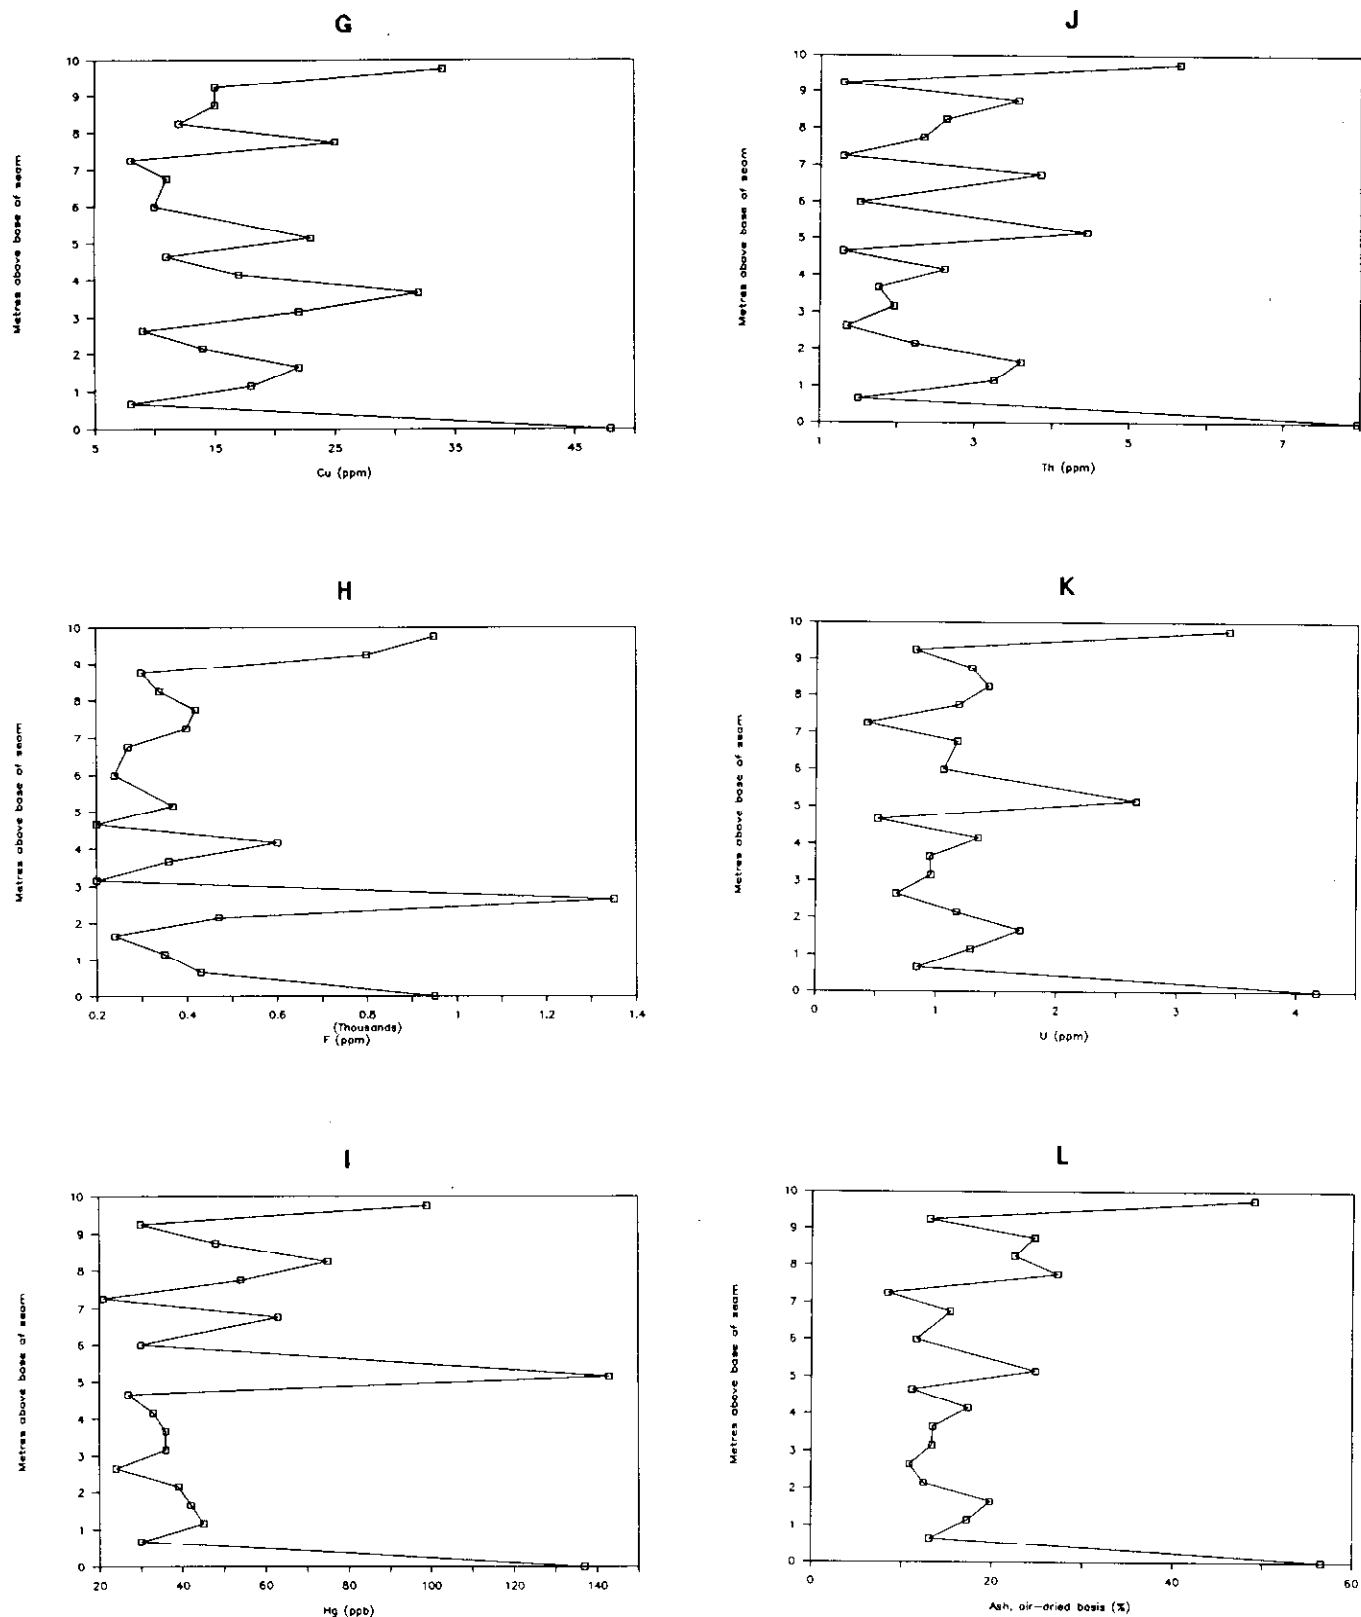 G
10
9
8
7
6
5
4
3
2
1
0
Metres above base of seam
5 15 25 35 45
Cu (ppm)
J
10
9
8
7
6
5
4
3
2
1
0
Metres above base of seam
1 3 5 7
Th (ppm)
H
10
9
8
7
6
5
4
3
2
1
0
Metres above base of seam
0.2 0.4 0.6 0.8 1 1.2 1.4
(Thousands)
F (ppm)
K
10
9
8
7
6
5
4
3
2
1
0
Metres above base of seam
0 1 2 3 4
U (ppm)
I
10
9
8
7
6
5
4
3
2
1
0
Metres above base of seam
20 40 60 80 100 120 140
Hg (ppb)
L
10
9
8
7
6
5
4
3
2
1
0
Metres above base of seam
0 20 40 60
Ash, air-dried basis (%)